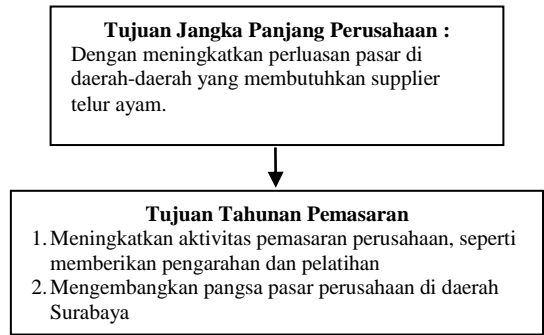 Tujuan Jangka Panjang Perusahaan :
Dengan meningkatkan perluasan pasar di
daerah-daerah yang membutuhkan supplier
telur ayam.
Tujuan Tahunan Pemasaran
1. Meningkatkan aktivitas pemasaran perusahaan, seperti
memberikan pengarahan dan pelatihan
2. Mengembangkan pangsa pasar perusahaan di daerah
Surabaya